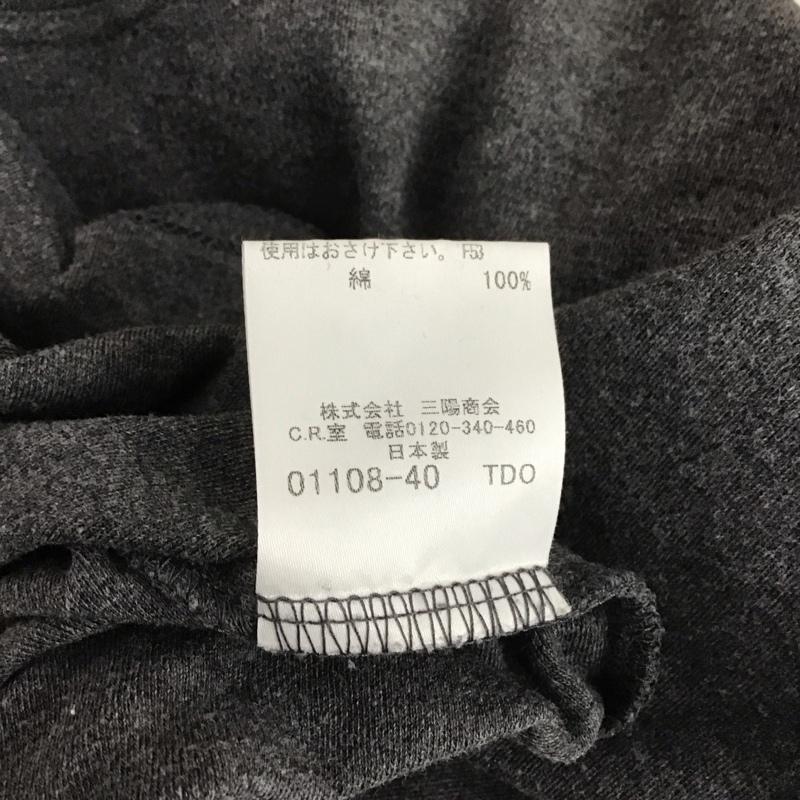 使用はおさけ下さい。 F53
綿 100%
株式会社 三陽商会
C.R.室 電話0120-340-460
日本製
01108-40 TDO